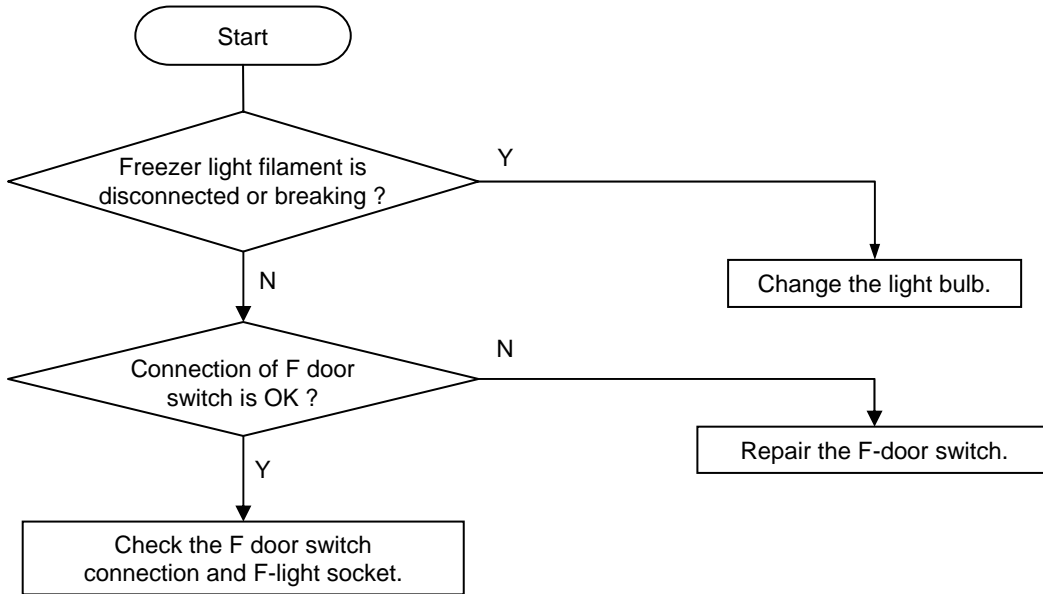 Start
Freezer light filament is
disconnected or breaking ?
Y
N
Change the light bulb.
Connection of F door
switch is OK ?
N
Y
Repair the F-door switch.
Check the F door switch
connection and F-light socket.